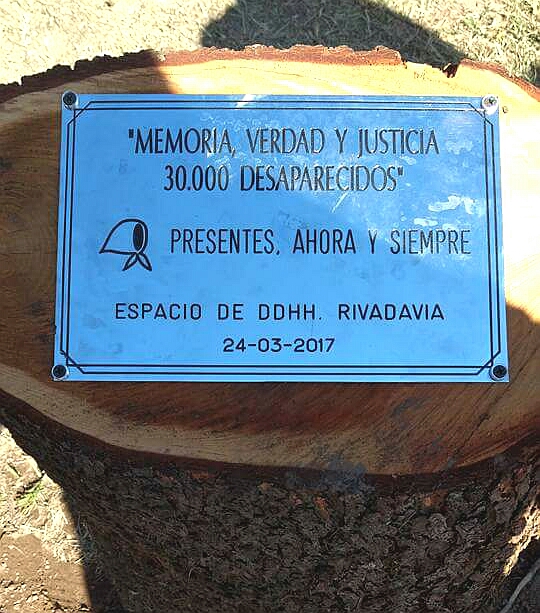 "MEMORIA, VERDAD Y JUSTICIA
30.000 DESAPARECIDOS"
PRESENTES, AHORA Y SIEMPRE
ESPACIO DE DDHH. RIVADAVIA
24-03-2017